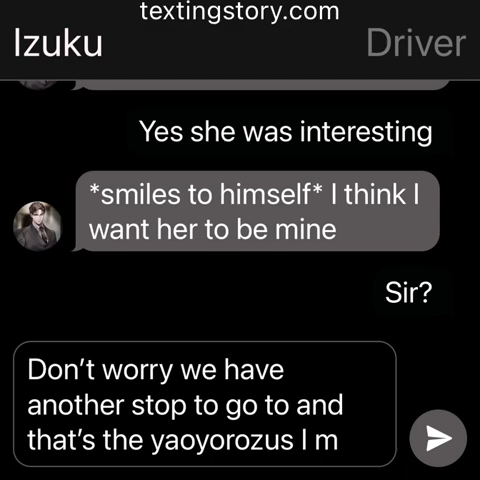 textingstory.com
Izuku
Driver
Yes she was interesting
*smiles to himself* I think I
want her to be mine
Sir?
Don't worry we have
another stop to go to and
that's the yaoyorozus I m